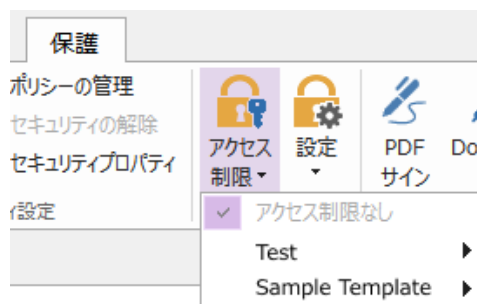 保護
ポリシーの管理
セキュリティの解除
セキュリティプロパティ
ィ設定
アクセス
制限
設定
PDF
サイン
Do
アクセス制限なし
Test
Sample Template